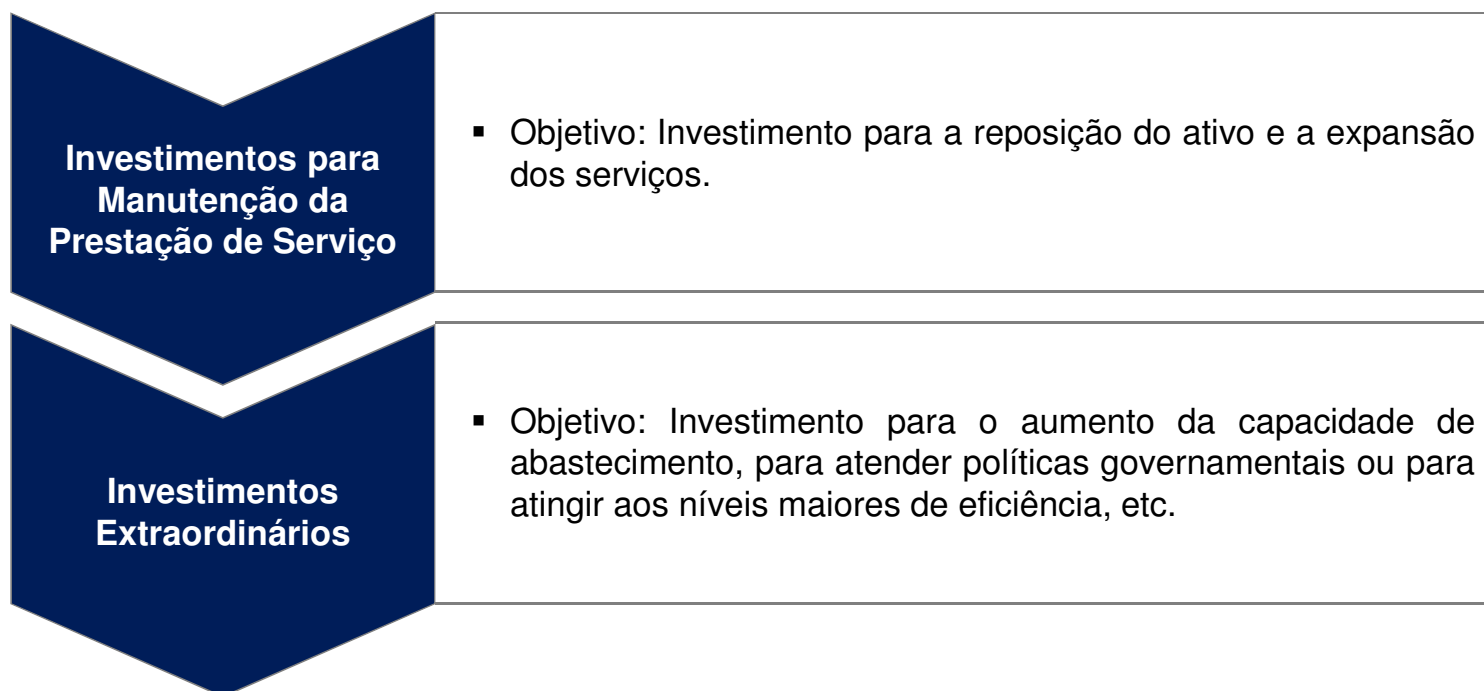 Investimentos para
Manutenção da
Prestação de Serviço
▪ Objetivo: Investimento para a reposição do ativo e a expansão
dos serviços.
Investimentos
Extraordinários
▪ Objetivo: Investimento para o aumento da capacidade de
abastecimento, para atender políticas governamentais ou para
atingir aos níveis maiores de eficiência, etc.